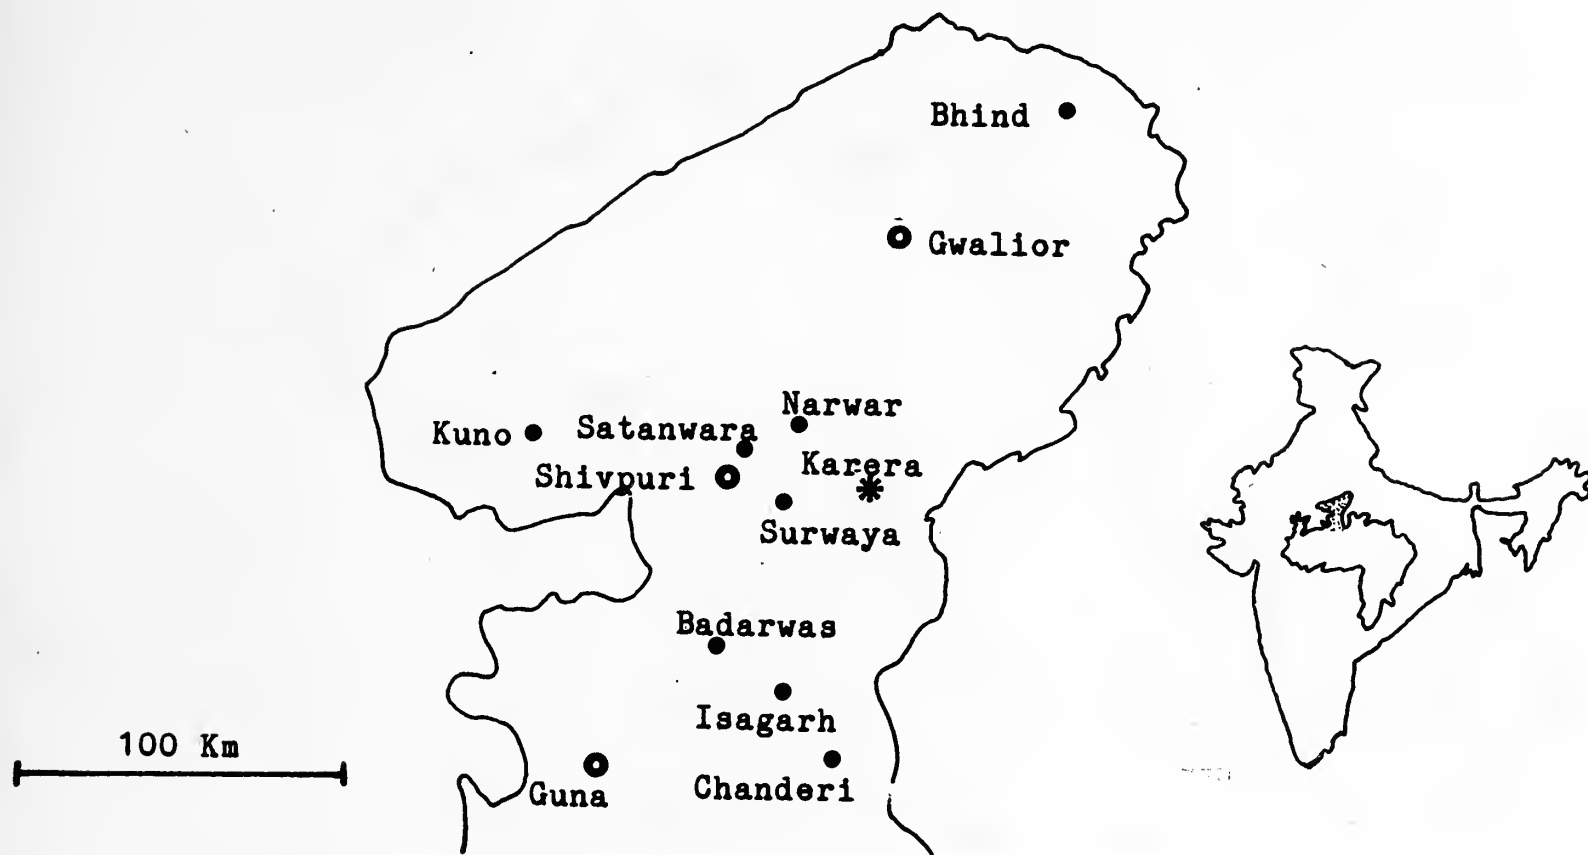 Bhind
Gwalior
Narwar
Kuno
Satanwara
Karera
Shivpuri
Surwaya
Badarwas
Isagarh
100 Km
Guna
Chanderi